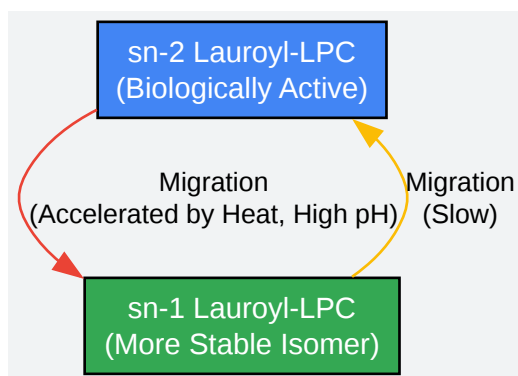 sn-2 Lauroyl-LPC
(Biologically Active)
Migration
(Accelerated by Heat, High pH)
Migration
(Slow)
sn-1 Lauroyl-LPC
(More Stable Isomer)